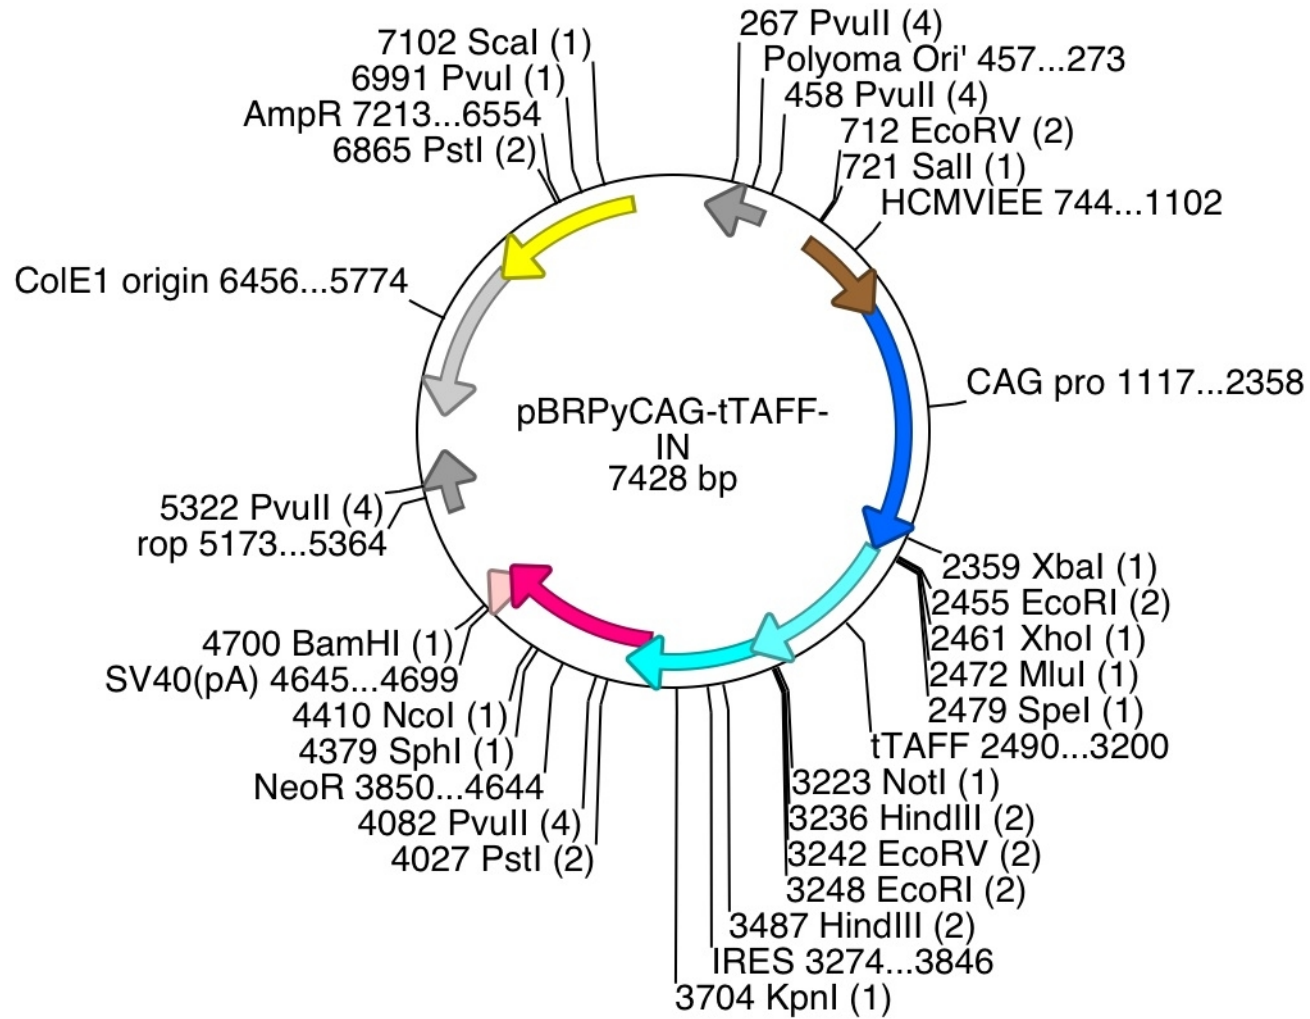 7102 ScaI (1)
6991 PvuI (1)
AmpR 7213...6554
6865 PstI (2)
ColE1 origin 6456...5774
5322 PvuII (4)
rop 5173...5364
4700 BamHI (1)
SV40(pA) 4645...4699
4410 NcoI (1)
4379 SphI (1)
NeoR 3850...4644
4082 PvuII (4)
4027 PstI (2)
267 PvuII (4)
Polyoma Ori' 457...273
458 PvuII (4)
712 EcoRV (2)
721 SalI (1)
HCMVIEE 744...1102
CAG pro 1117...2358
2359 XbaI (1)
2455 EcoRI (2)
2461 XhoI (1)
2472 MluI (1)
2479 SpeI (1)
tTAFF 2490...3200
3223 NotI (1)
3236 HindIII (2)
3242 EcoRV (2)
3248 EcoRI (2)
3487 HindIII (2)
IRES 3274...3846
3704 KpnI (1)
pBRPyCAG-tTAFF-
IN
7428 bp